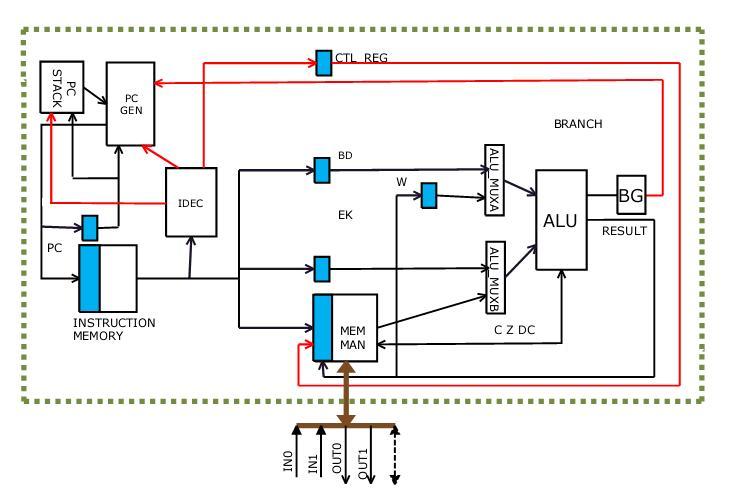 CTL_REG
PC
STACK
PC
GEN
BRANCH
BD
ALU_MUXA
W
IDEC
BG
EK
ALU
RESULT
PC
ALU_MUXB
INSTRUCTION
MEMORY
MEM
MAN
C Z DC
IN0
IN1
OUT0
OUT1